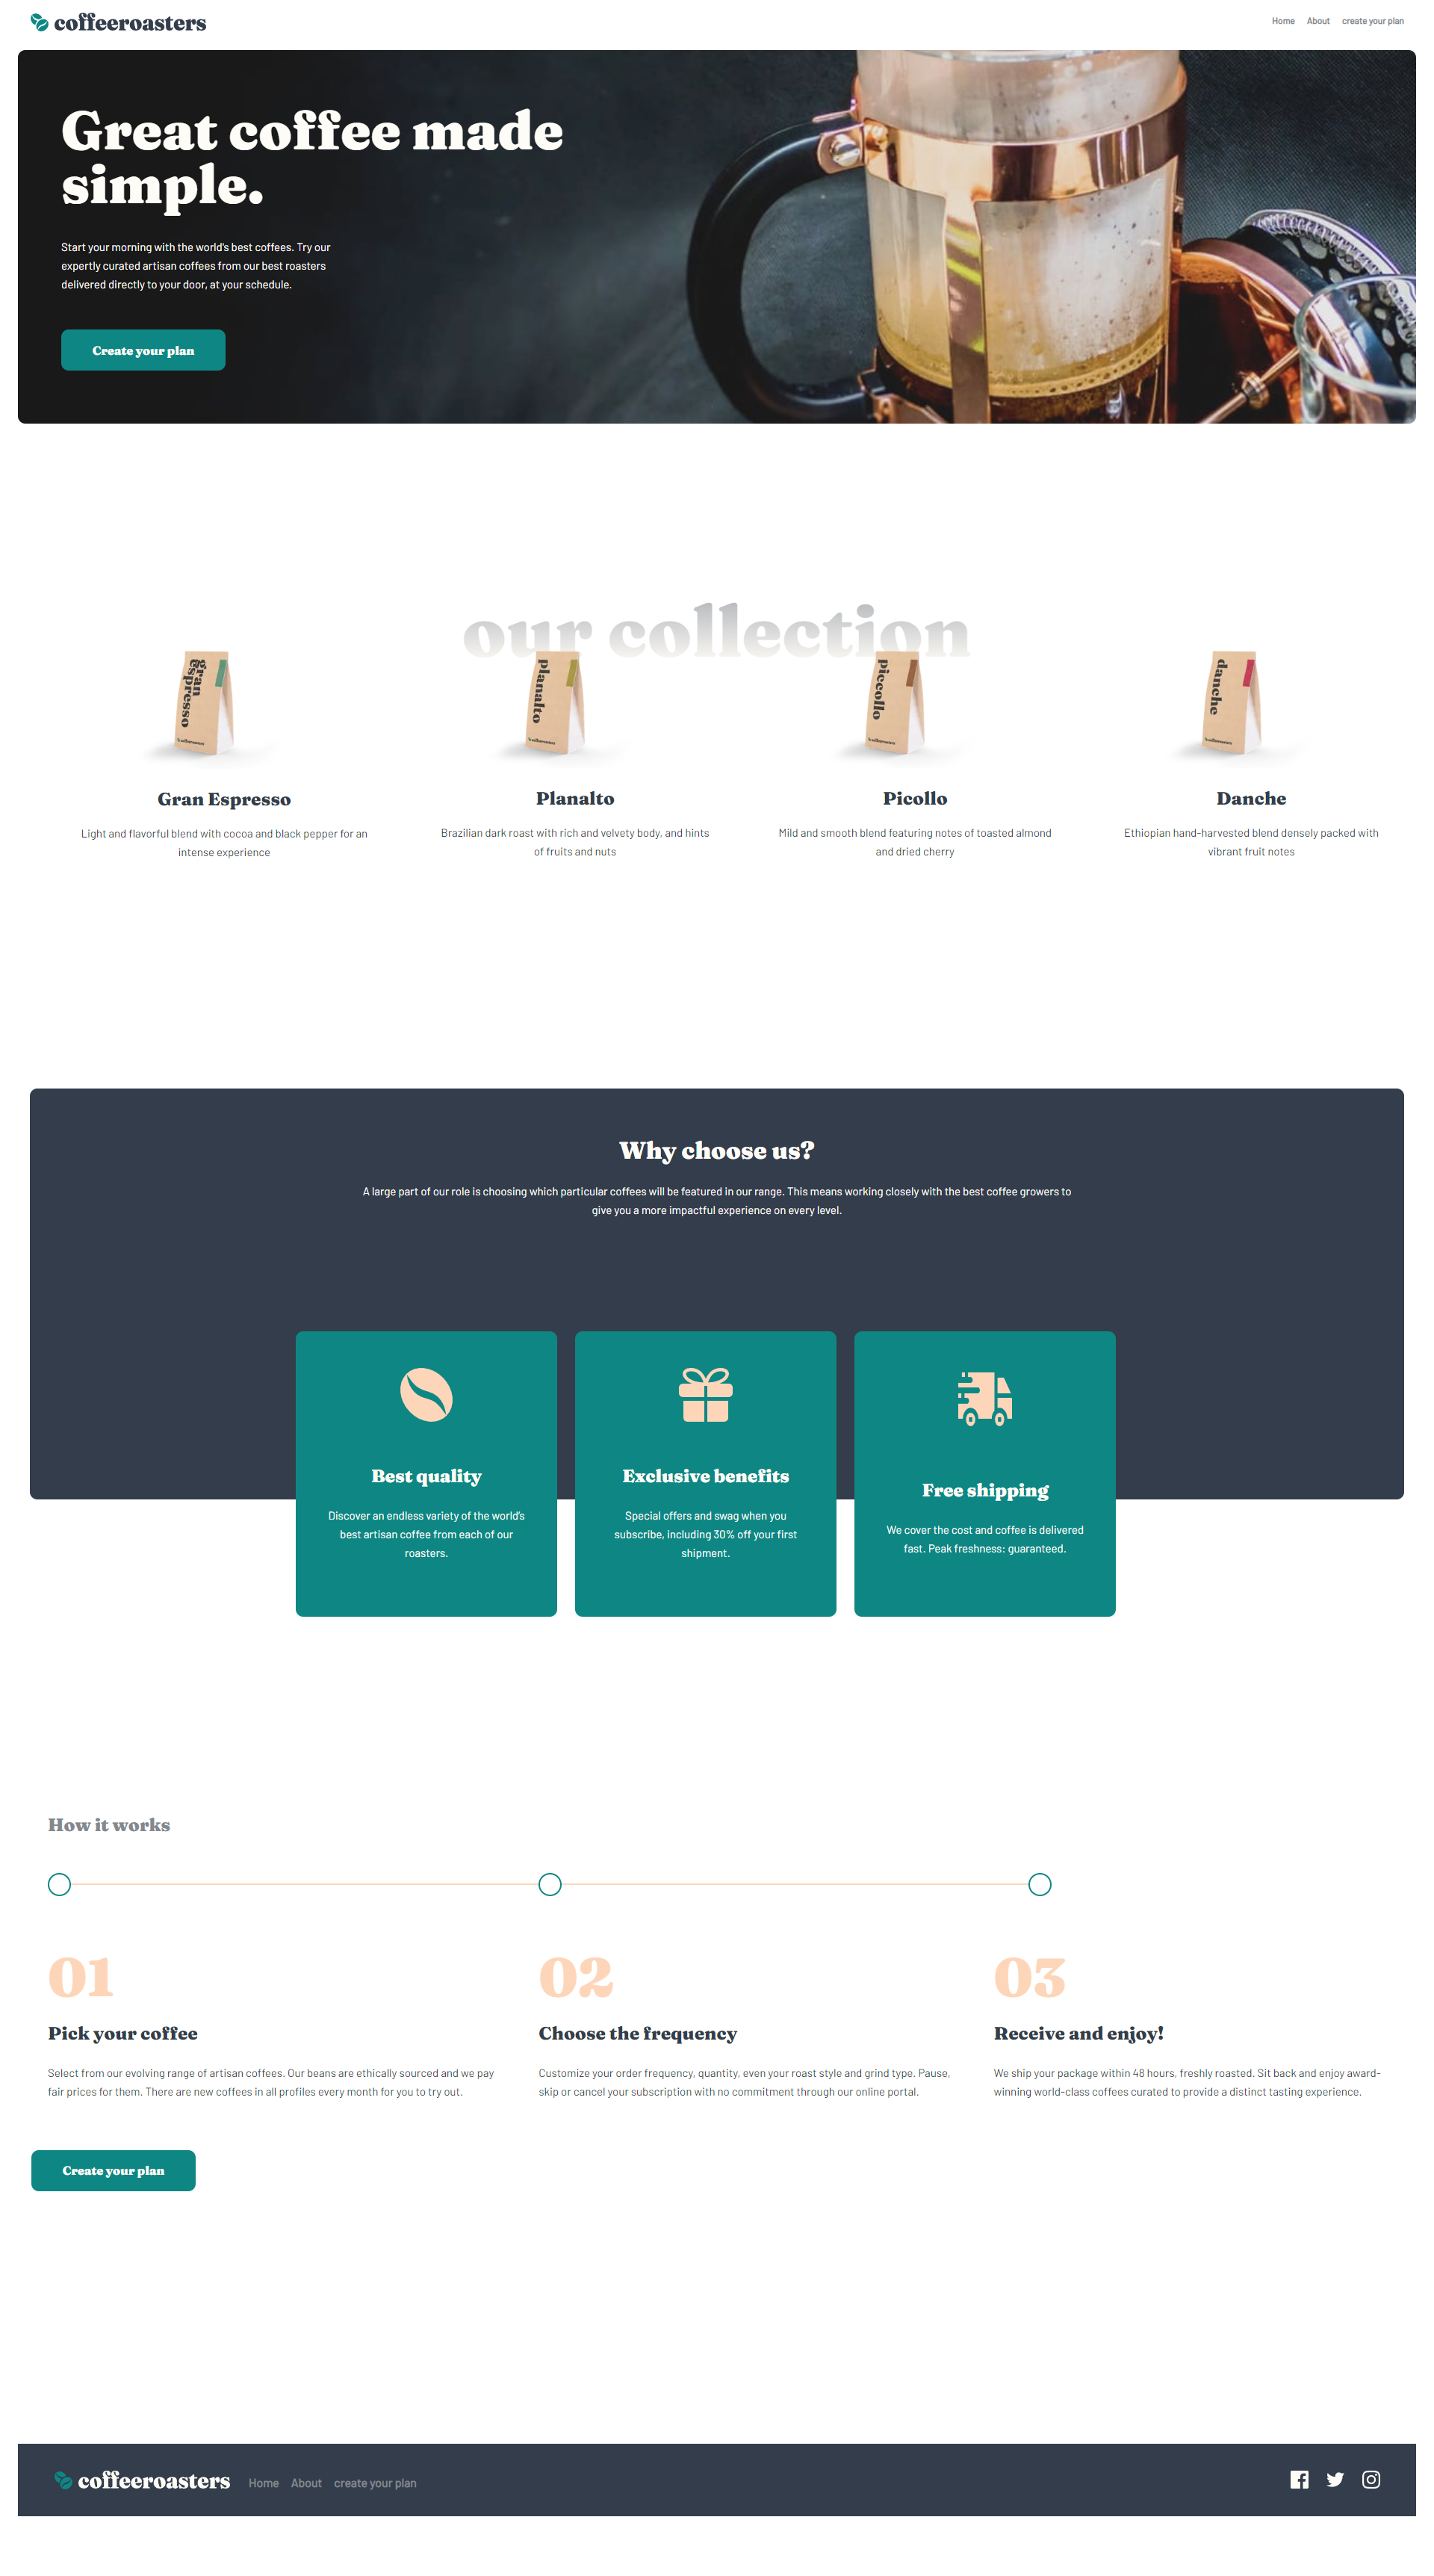 coffeeroasters
Home About create your plan
Great coffee made
simple.
Start your morning with the world's best coffees. Try our
expertly curated artisan coffees from our best roasters
delivered directly to your door, at your schedule.
Create your plan
our collection
gran
espresso
planalto
piccollo
danche
Gran Espresso
Light and flavorful blend with cocoa and black pepper for an
intense experience
Planalto
Brazilian dark roast with rich and velvety body, and hints
of fruits and nuts
Picollo
Mild and smooth blend featuring notes of toasted almond
and dried cherry
Danche
Ethiopian hand-harvested blend densely packed with
vibrant fruit notes
Why choose us?
A large part of our role is choosing which particular coffees will be featured in our range. This means working closely with the best coffee growers to
give you a more impactful experience on every level.
Best quality
Discover an endless variety of the world's
best artisan coffee from each of our
roasters.
Exclusive benefits
Special offers and swag when you
subscribe, including 30% off your first
shipment.
Free shipping
We cover the cost and coffee is delivered
fast. Peak freshness: guaranteed.
How it works
01
Pick your coffee
Select from our evolving range of artisan coffees. Our beans are ethically sourced and we pay
fair prices for them. There are new coffees in all profiles every month for you to try out.
02
Choose the frequency
Customize your order frequency, quantity, even your roast style and grind type. Pause,
skip or cancel your subscription with no commitment through our online portal.
03
Receive and enjoy!
We ship your package within 48 hours, freshly roasted. Sit back and enjoy award-
winning world-class coffees curated to provide a distinct tasting experience.
Create your plan
coffeeroasters Home About create your plan